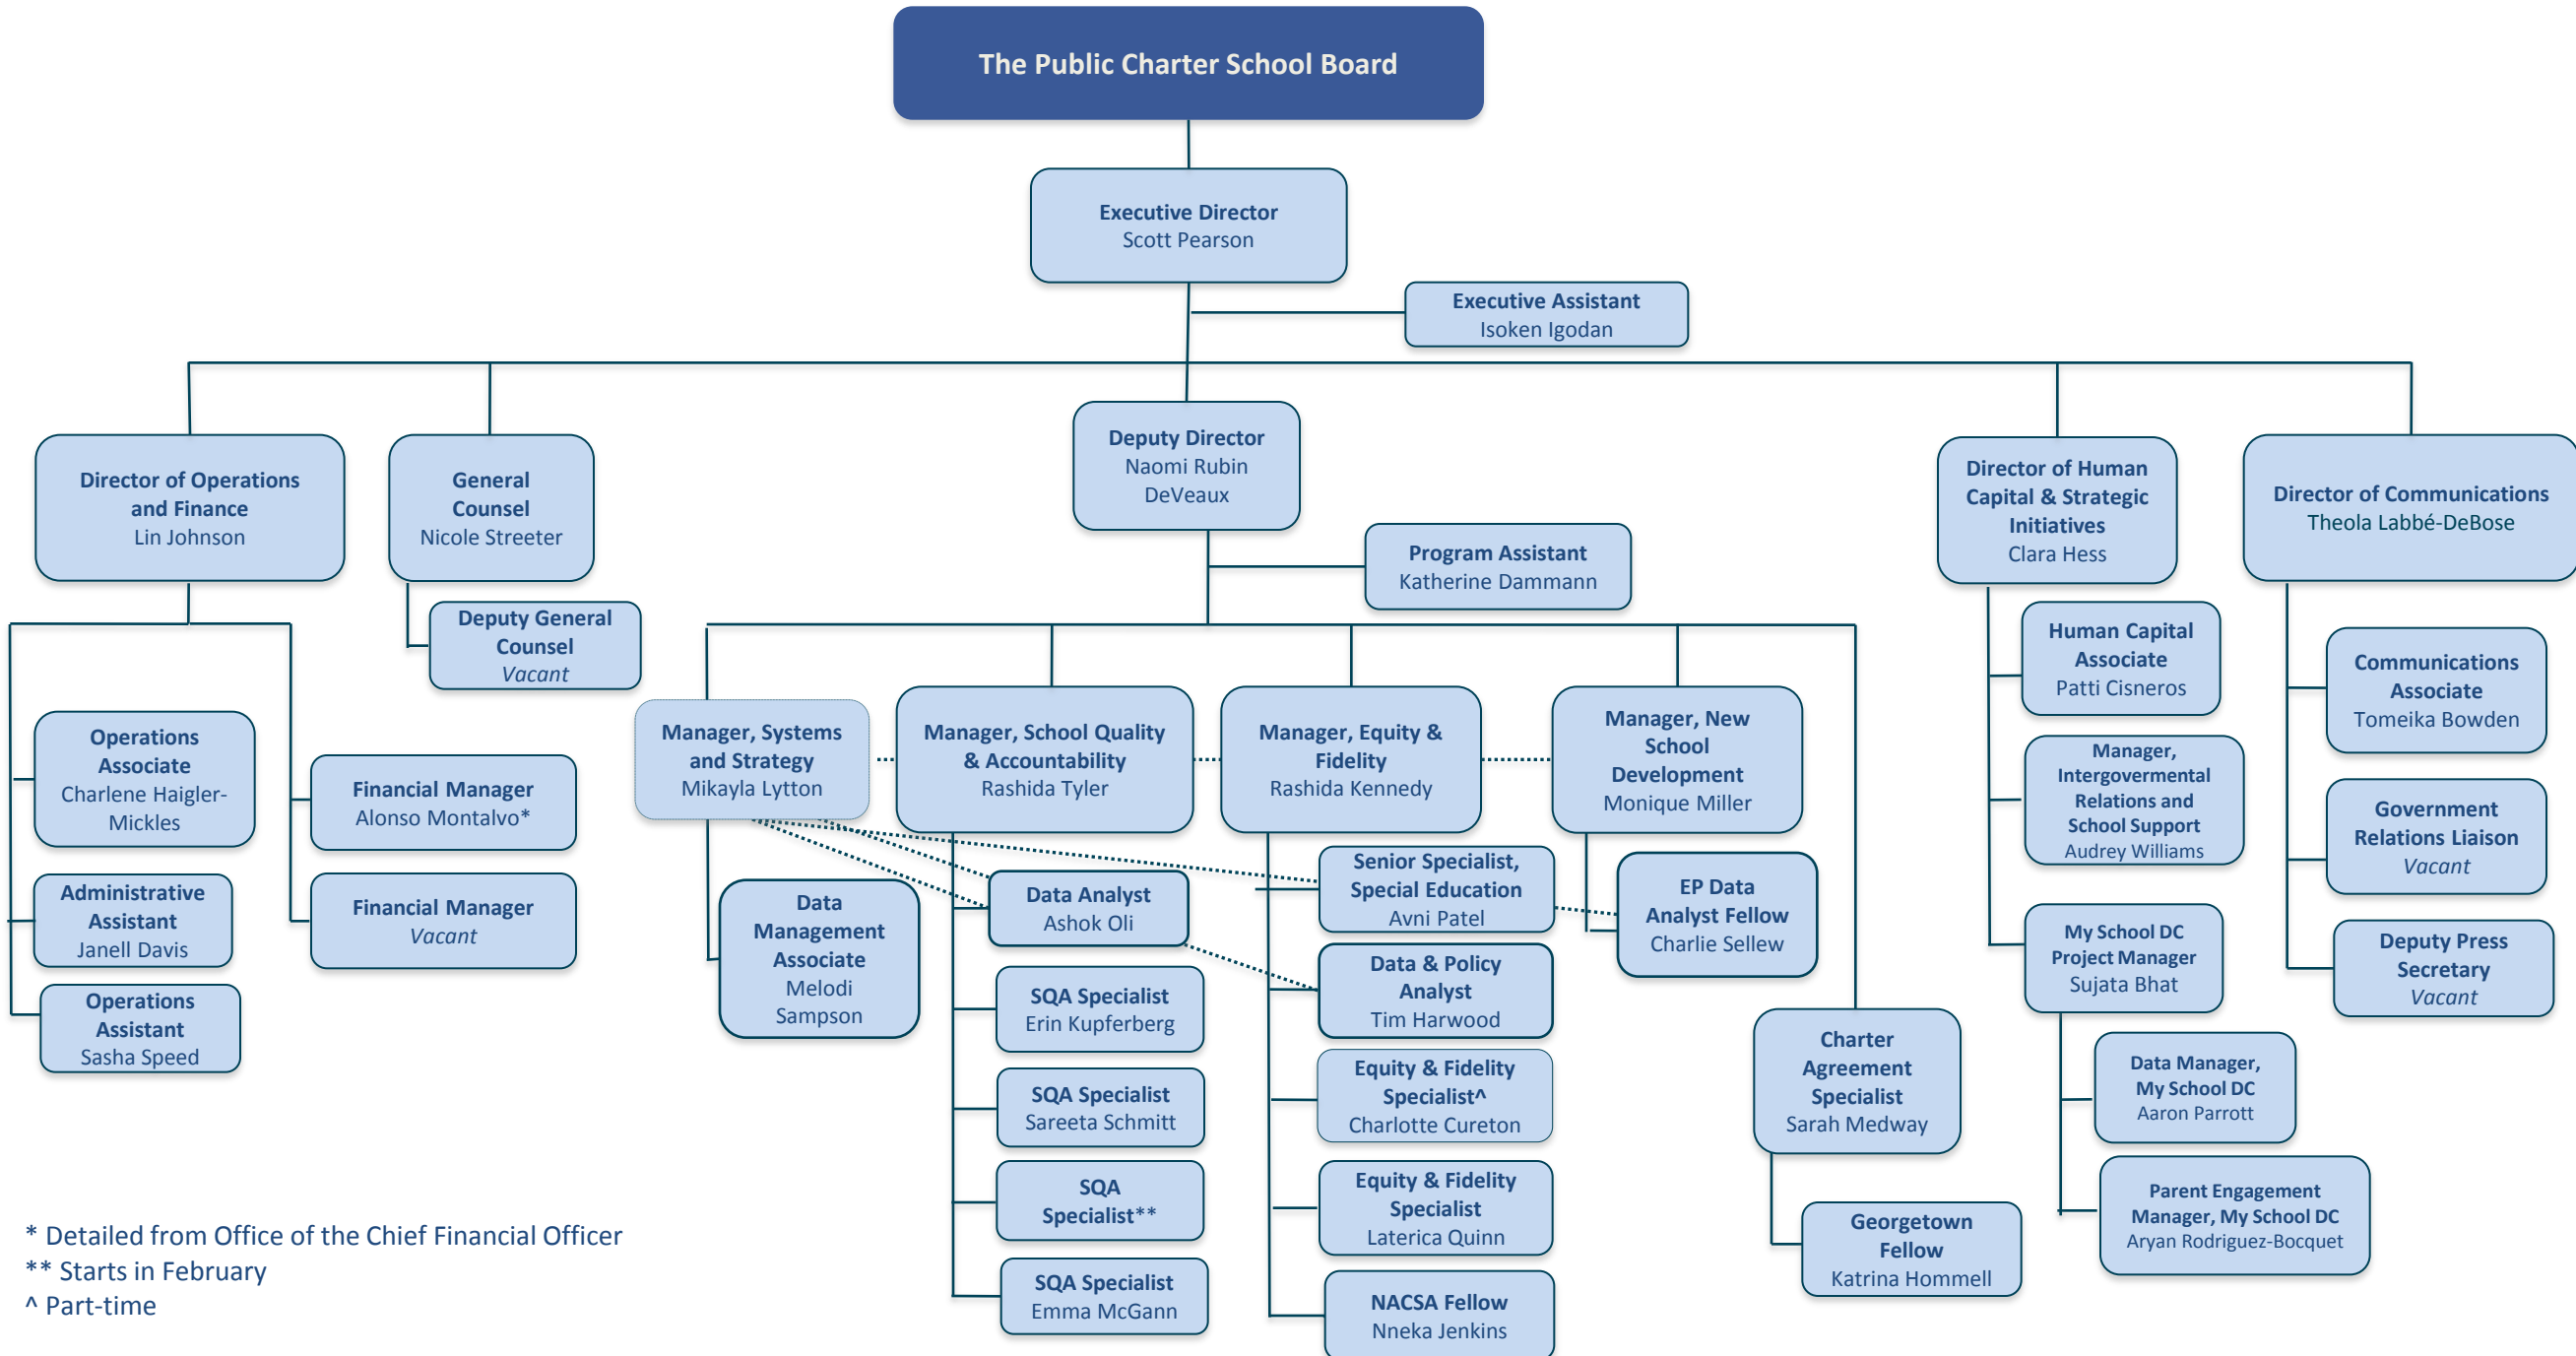 The Public Charter School Board
Executive Director
Scott Pearson
Executive Assistant
Isoken Igodan
Director of Operations
and Finance
Lin Johnson
General
Counsel
Nicole Streeter
Deputy Director
Naomi Rubin
DeVeaux
Director of Human
Capital & Strategic
Initiatives
Clara Hess
Director of Communications
Theola Labbé-DeBose
Program Assistant
Katherine Dammann
Deputy General
Counsel
Vacant
Operations
Associate
Charlene Haigler-
Mickles
Administrative
Assistant
Janell Davis
Operations
Assistant
Sasha Speed
Financial Manager
Alonso Montalvo*
Financial Manager
Vacant
Manager, Systems
and Strategy
Mikayla Lytton
Data
Management
Associate
Melodi
Sampson
Manager, School Quality
& Accountability
Rashida Tyler
Data Analyst
Ashok Oli
SQA Specialist
Erin Kupferberg
SQA Specialist
Sareeta Schmitt
SQA
Specialist**
SQA Specialist
Emma McGann
Manager, Equity &
Fidelity
Rashida Kennedy
Senior Specialist,
Special Education
Avni Patel
Data & Policy
Analyst
Tim Harwood
Equity & Fidelity
Specialist^
Charlotte Cureton
Equity & Fidelity
Specialist
Laterica Quinn
NACSA Fellow
Nneka Jenkins
Manager, New
School
Development
Monique Miller
EP Data
Analyst Fellow
Charlie Sellew
Charter
Agreement
Specialist
Sarah Medway
Georgetown
Fellow
Katrina Hommell
Human Capital
Associate
Patti Cisneros
Manager,
Intergovermental
Relations and
School Support
Audrey Williams
My School DC
Project Manager
Sujata Bhat
Data Manager,
My School DC
Aaron Parrott
Parent Engagement
Manager, My School DC
Aryan Rodriguez-Bocquet
Communications
Associate
Tomeika Bowden
Government
Relations Liaison
Vacant
Deputy Press
Secretary
Vacant
* Detailed from Office of the Chief Financial Officer
** Starts in February
^ Part-time